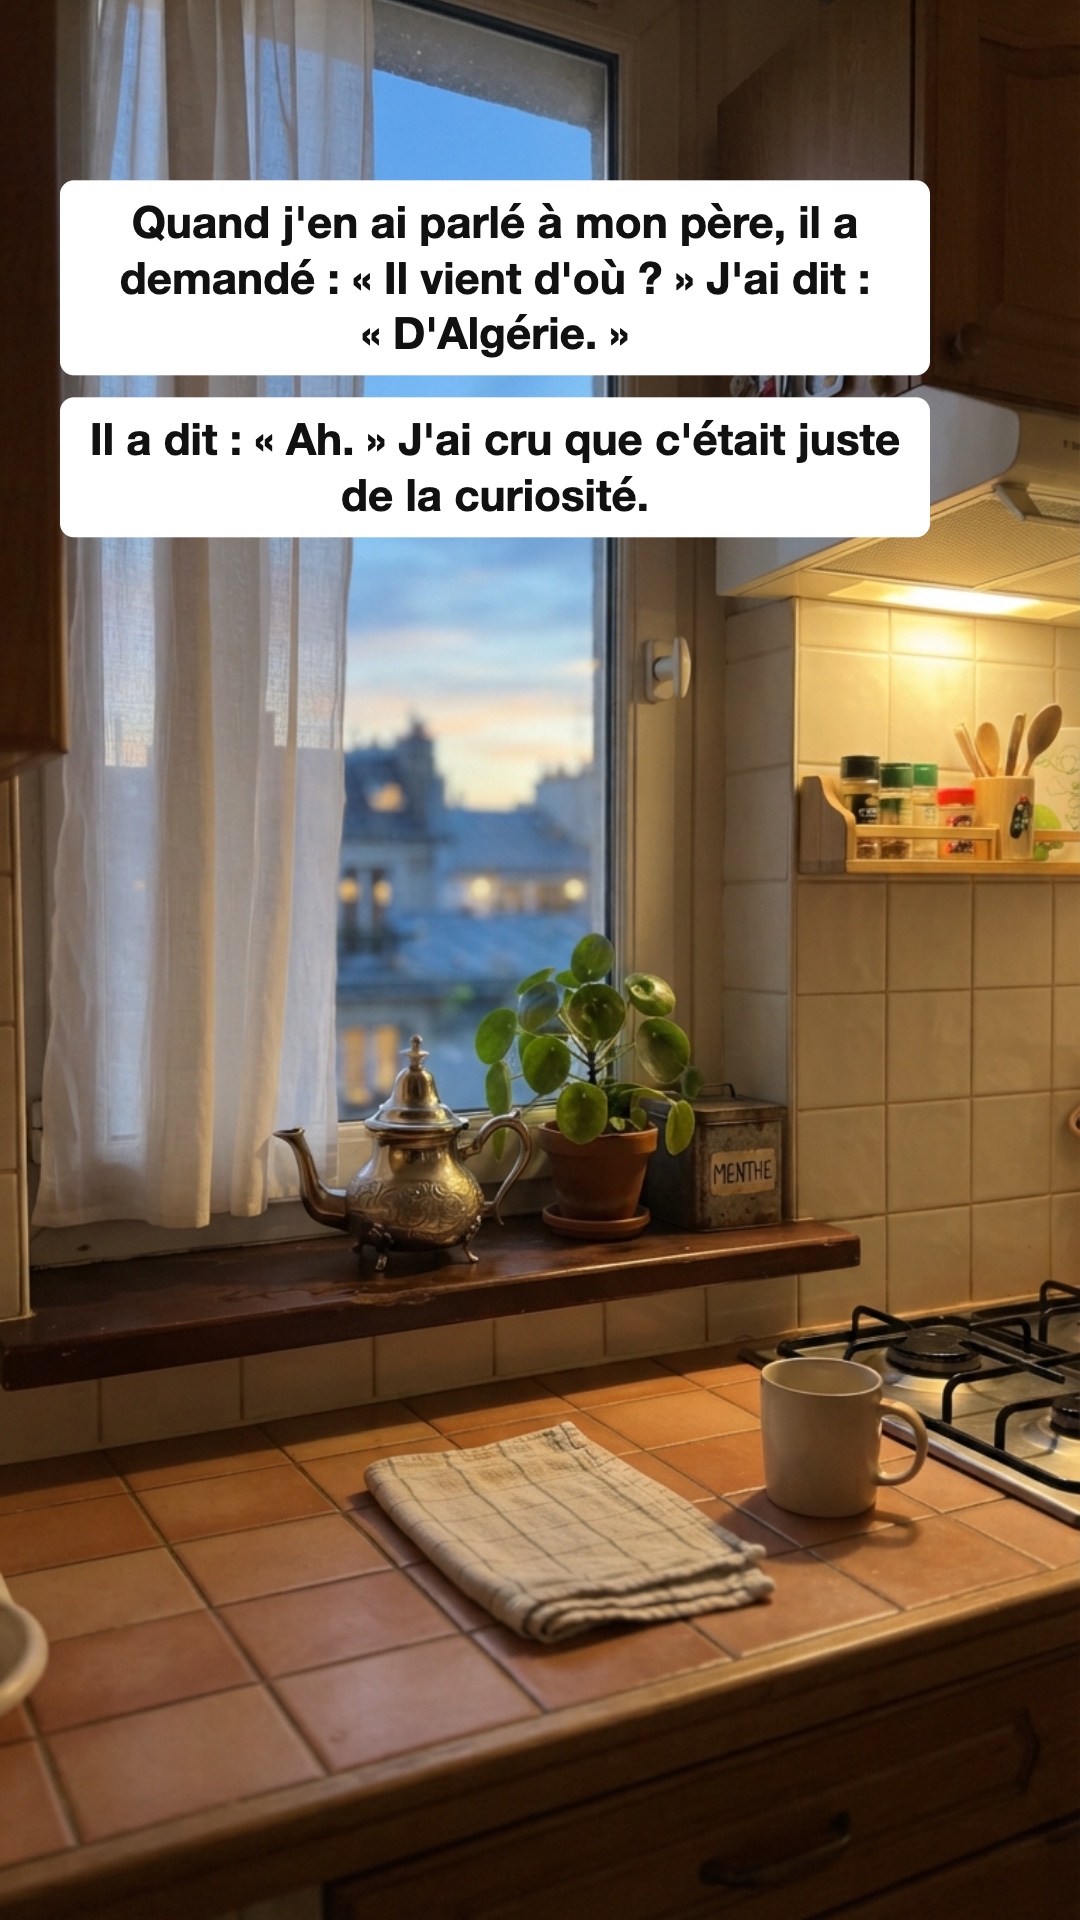 Quand j'en ai parlé à mon père, il a
demandé : « Il vient d'où ? » J'ai dit :
« D'Algérie. »
Il a dit : « Ah. » J'ai cru que c'était juste
de la curiosité.
MENTHE